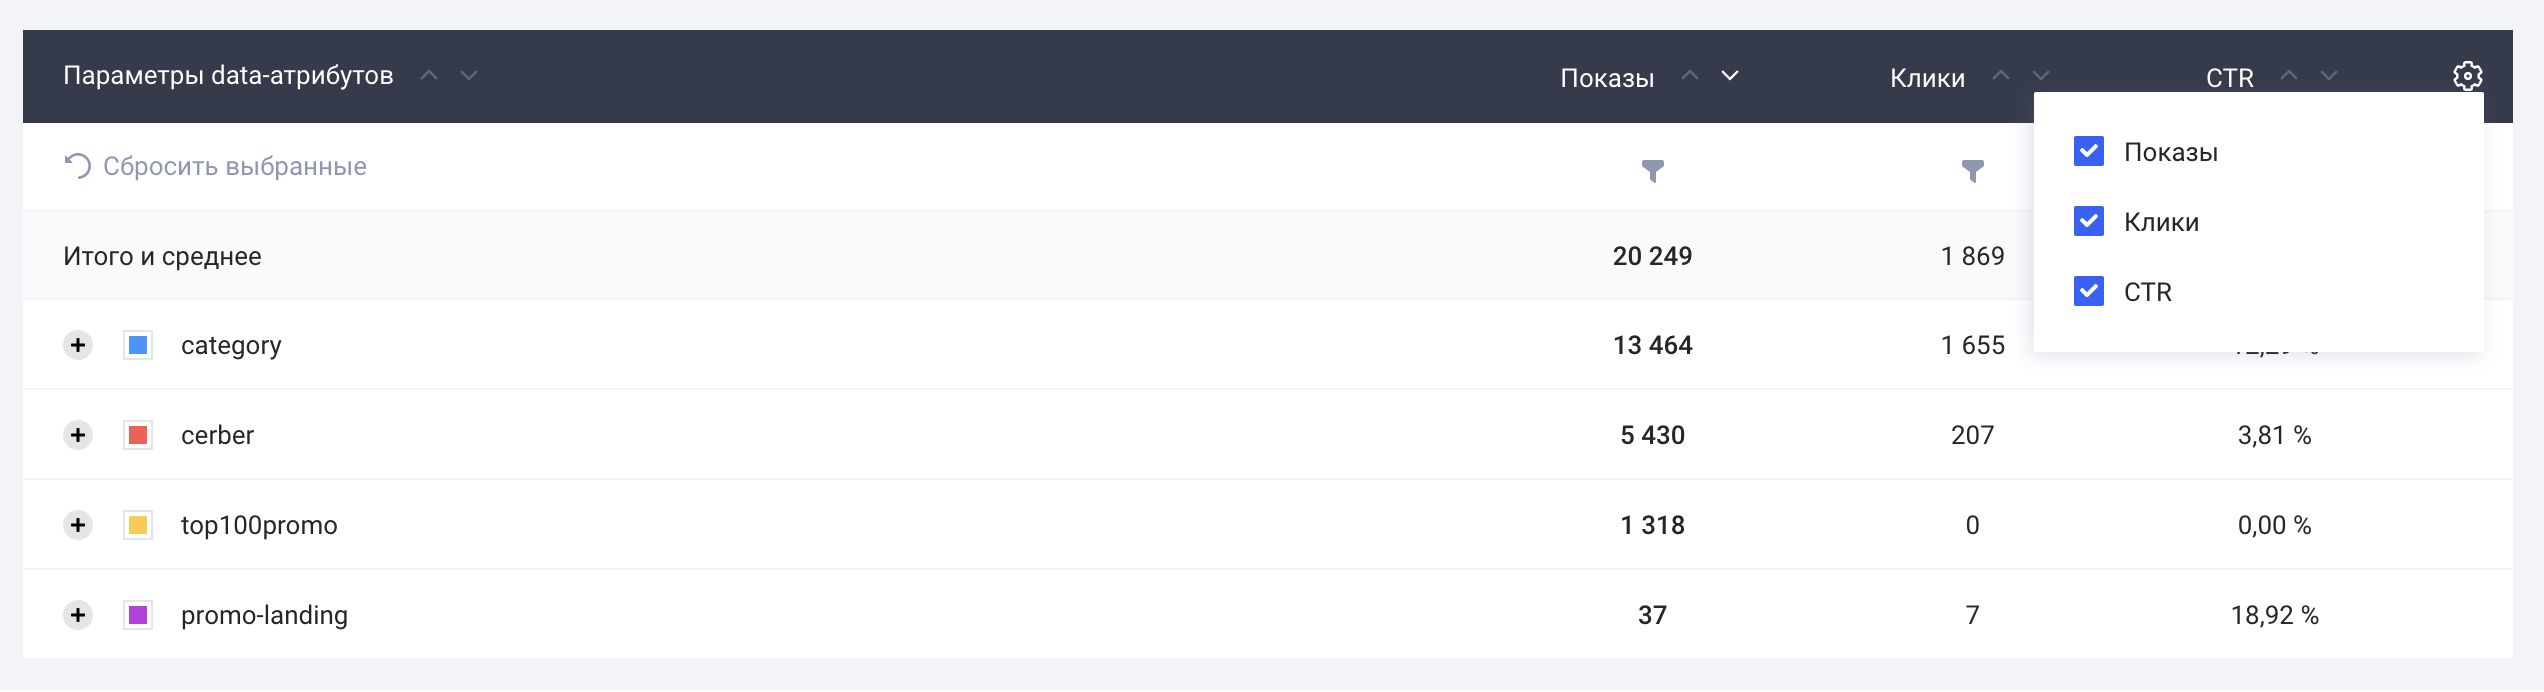 Параметры data-атрибутов Показы Клики CTR
Сбросить выбранные
Показы
Клики
CTR
Итого и среднее 20 249 1 869
category 13 464 1 655
cerber 5 430 207 3,81 %
top100promo 1 318 0 0,00 %
promo-landing 37 7 18,92 %